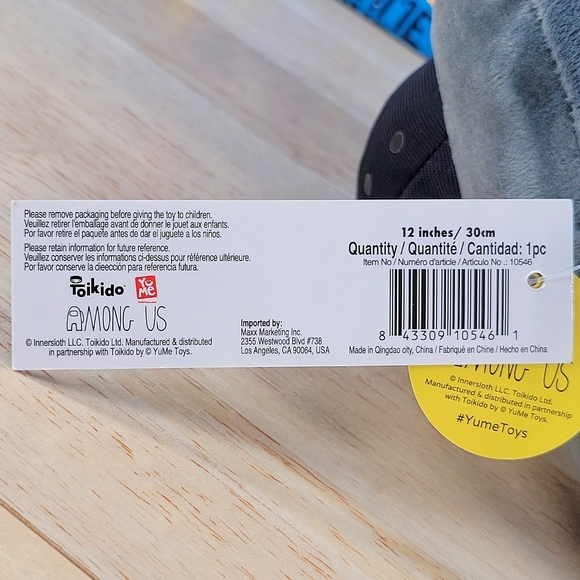 Please remove packaging before giving the toy to children.
Veuillez retirer l'emballage avant de donner le jouet aux enfants.
Por favor retire el paquete antes de dar el juguete a los niños.
Please retain information for future reference.
Veuillez conserver les informations ci-dessus pour référence ultérieure.
Por favor conserve la dieección para referencia futura.
Toikido YuMe
AMONG US
© Innersloth LLC. Toikido Ltd. Manufactured & distributed
in partnership with Toikido by © YuMe Toys.
Imported by:
Maxx Marketing Inc.
2355 Westwood Blvd #738
Los Angeles, CA 90064, USA
12 inches/ 30cm
Quantity / Quantité / Cantidad: 1pc
Item No / Numéro d'article / Articulo No .: 10546
8 43309 10546 1
Made in Qingdao city, China / Fabriqué en Chine / Hecho en China
AMONG US
© Innersloth LLC. Toikido Ltd.
Manufactured & distributed in partnership
with Toikido by © YuMe Toys.
#YumeToys